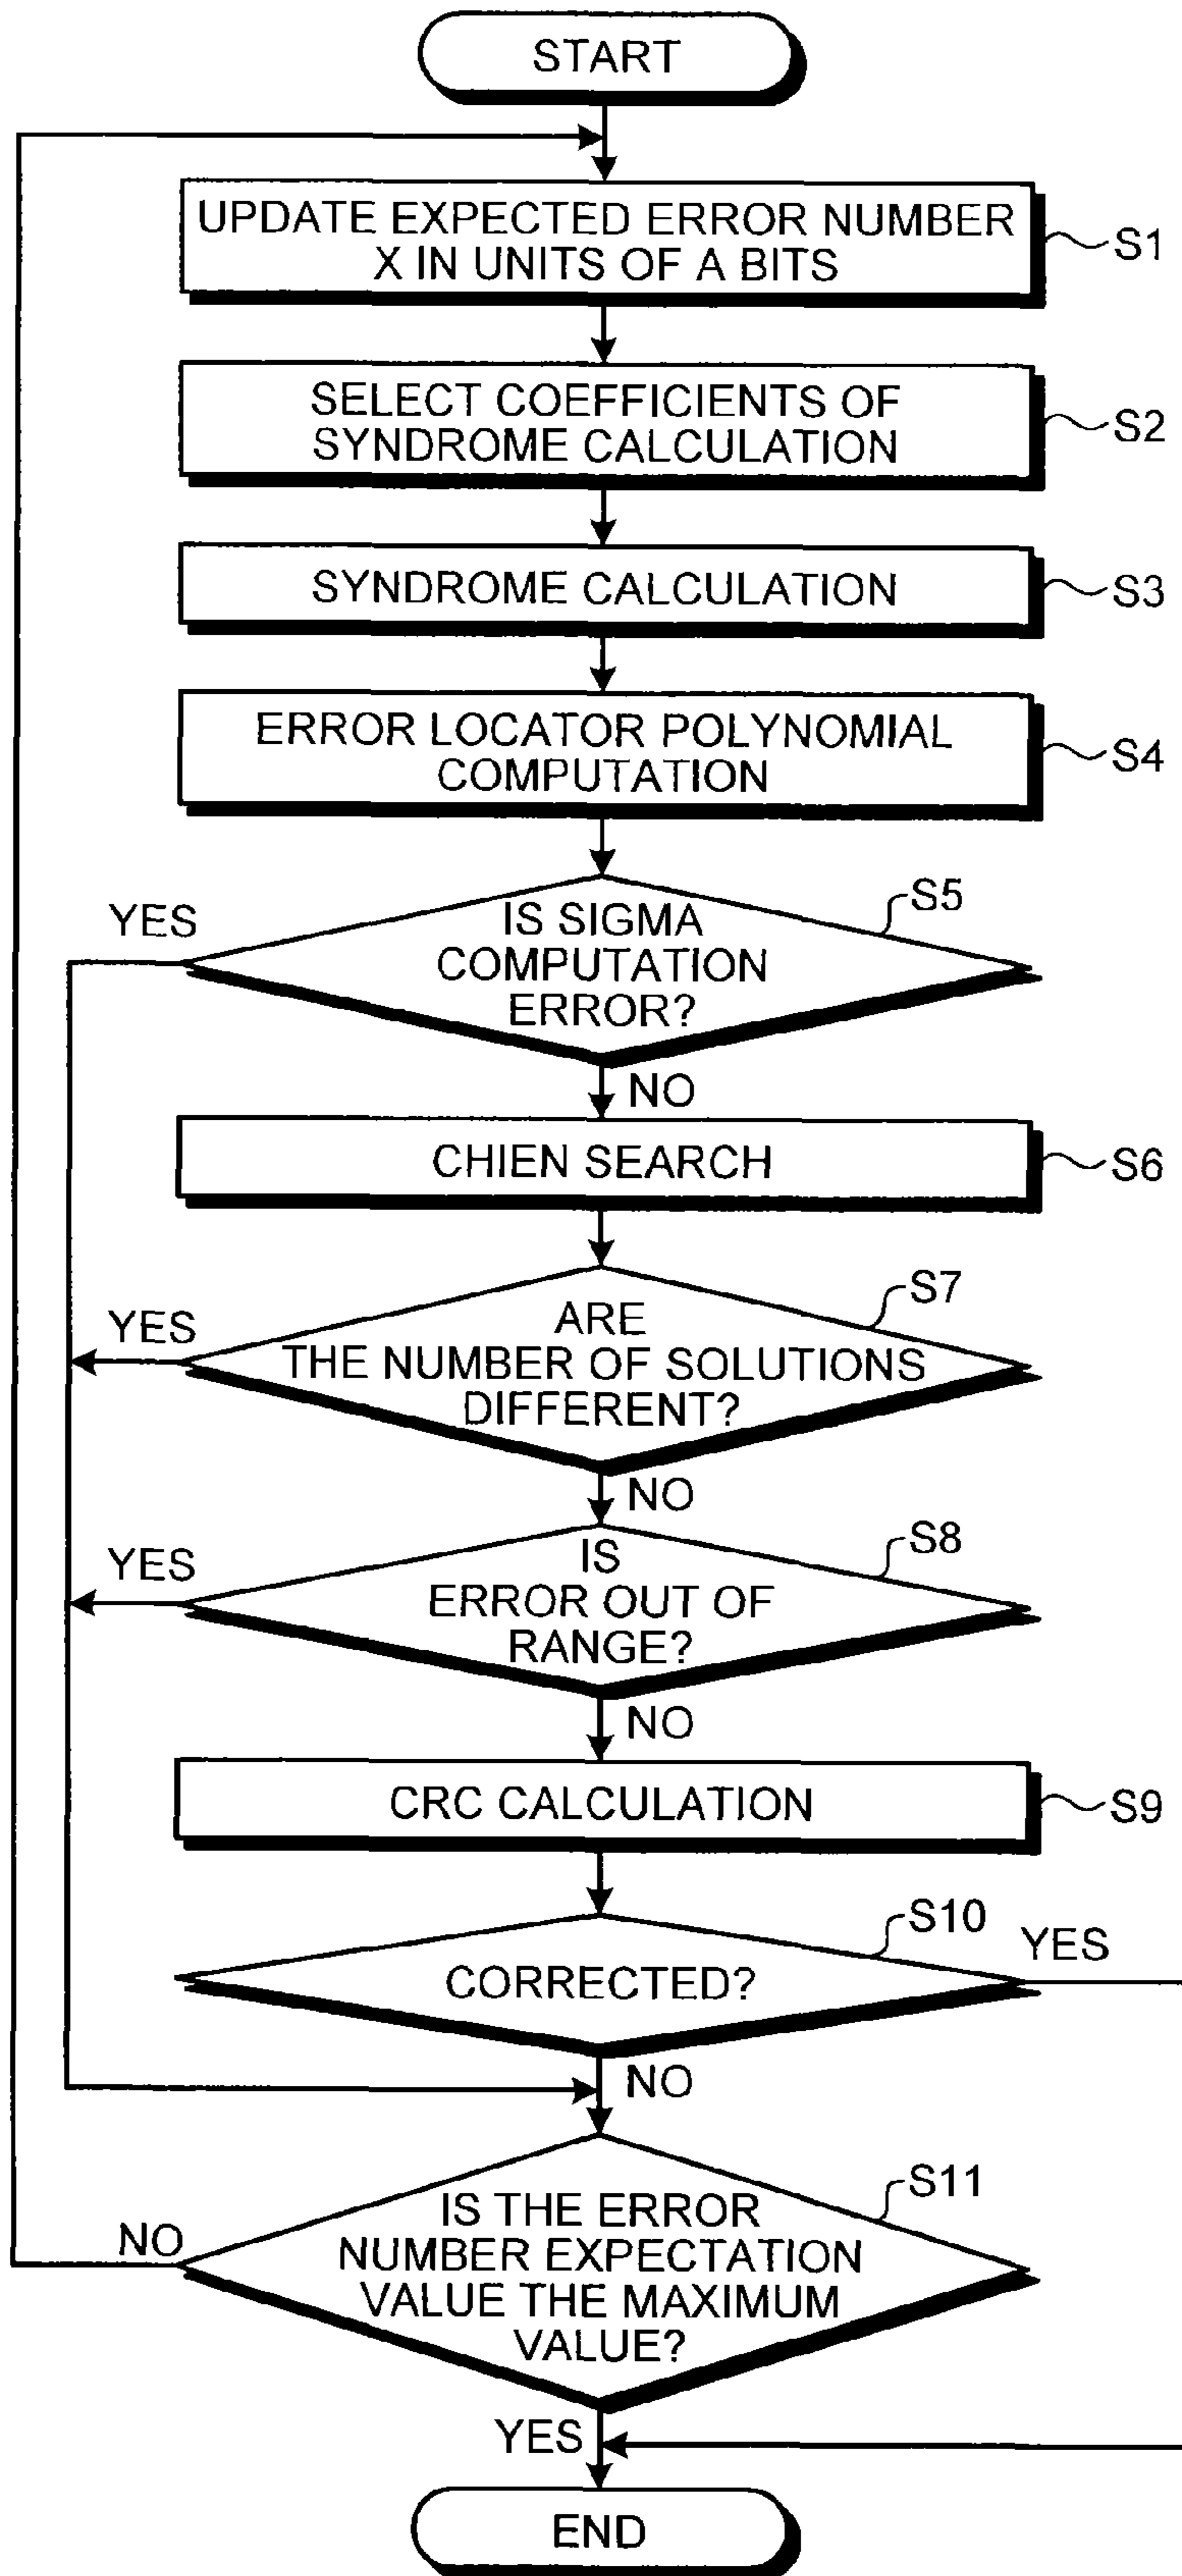 START
UPDATE EXPECTED ERROR NUMBER
X IN UNITS OF A BITS
S1
SELECT COEFFICIENTS OF
SYNDROME CALCULATION
S2
SYNDROME CALCULATION
S3
ERROR LOCATOR POLYNOMIAL
COMPUTATION
S4
S5
YES
IS SIGMA
COMPUTATION
ERROR?
NO
CHIEN SEARCH
S6
S7
YES
ARE
THE NUMBER OF SOLUTIONS
DIFFERENT?
NO
S8
YES
IS
ERROR OUT OF
RANGE?
NO
CRC CALCULATION
S9
S10
YES
CORRECTED?
NO
S11
NO
IS THE ERROR
NUMBER EXPECTATION
VALUE THE MAXIMUM
VALUE?
YES
END